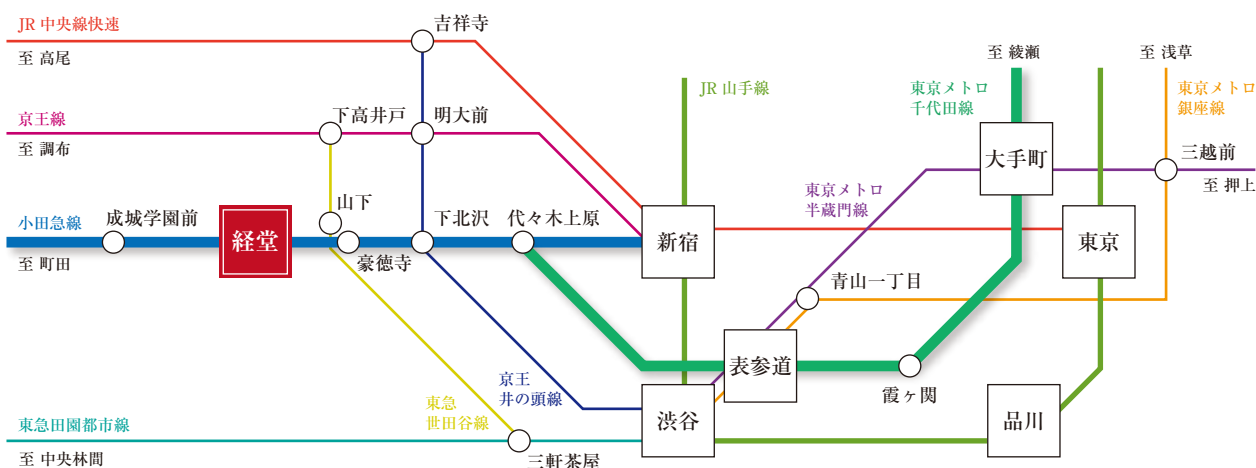 JR 中央線快速
至 高尾
吉祥寺
至 綾瀬
至 浅草
JR 山手線
東京メトロ
千代田線
東京メトロ
銀座線
京王線
至 調布
下高井戸
明大前
大手町
三越前
至 押上
東京メトロ
半蔵門線
小田急線
至 町田
成城学園前
経堂
山下
豪徳寺
下北沢
代々木上原
新宿
東京
青山一丁目
表参道
霞ヶ関
京王
井の頭線
東急
世田谷線
渋谷
品川
東急田園都市線
至 中央林間
三軒茶屋